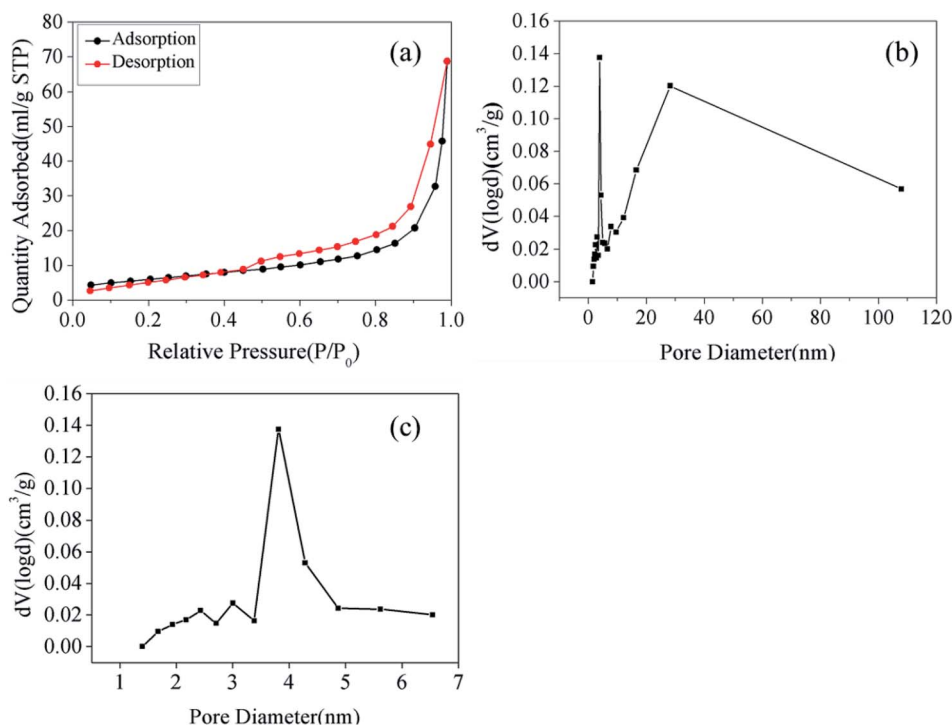 80
70
60
50
40
30
20
10
0
Quantity Adsorbed(ml/g STP)
Adsorption
Desorption
(a)
0.0 0.2 0.4 0.6 0.8 1.0
Relative Pressure(P/P₀)
0.16
0.14
0.12
0.10
0.08
0.06
0.04
0.02
0.00
dV(logd)(cm³/g)
(b)
0 20 40 60 80 100 120
Pore Diameter(nm)
0.16
0.14
0.12
0.10
0.08
0.06
0.04
0.02
0.00
dV(logd)(cm³/g)
(c)
1 2 3 4 5 6 7
Pore Diameter(nm)